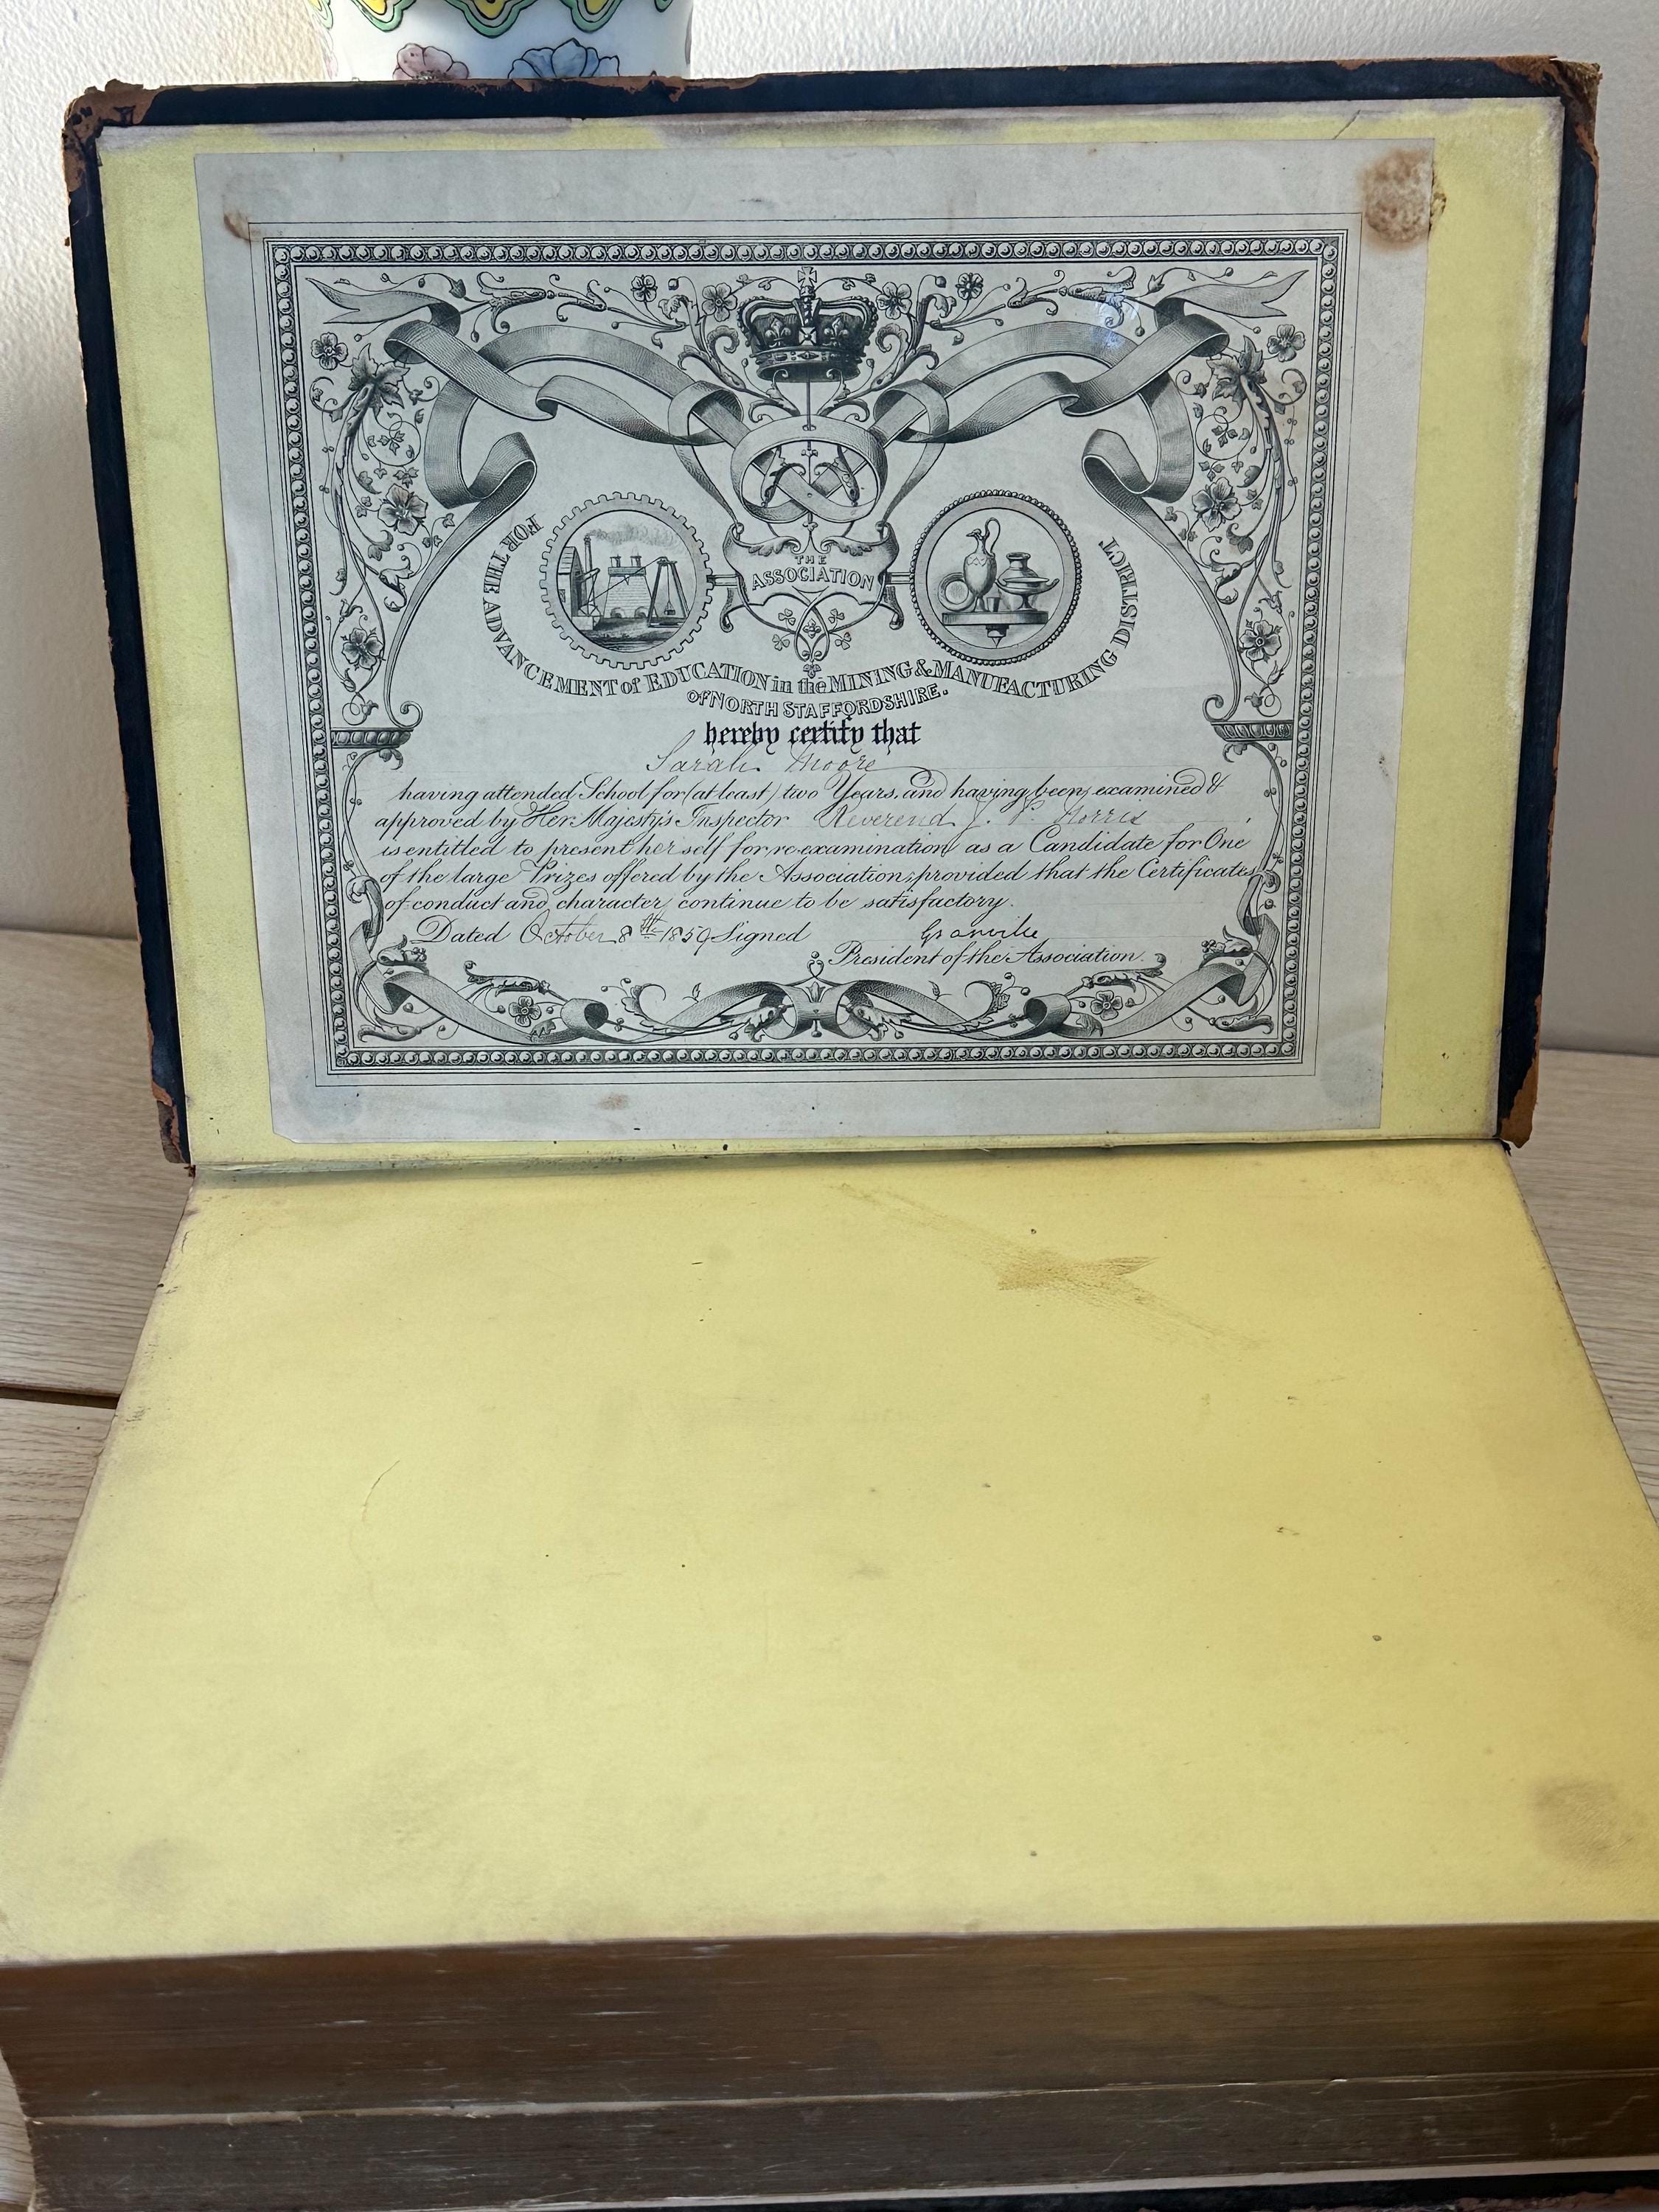 THE
ASSOCIATION
FOR THE ADVANCEMENT of EDUCATION in the MINING & MANUFACTURING DISTRICT
of NORTH STAFFORDSHIRE.
hereby certify that
Sarah Moore
having attended School for (at least) two Years, and having been examined &
approved by Her Majesty's Inspector Reverend J. P. Norris
is entitled to present her self for re-examination as a Candidate for One
of the large Prizes offered by the Association, provided that the Certificates
of conduct and character continue to be satisfactory.
Dated October 8th 1859 Signed Granville
President of the Association.